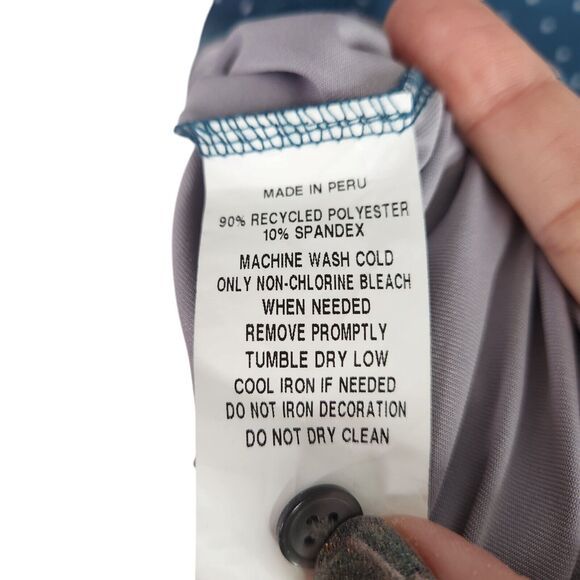 MADE IN PERU
90% RECYCLED POLYESTER
10% SPANDEX
MACHINE WASH COLD
ONLY NON-CHLORINE BLEACH
WHEN NEEDED
REMOVE PROMPTLY
TUMBLE DRY LOW
COOL IRON IF NEEDED
DO NOT IRON DECORATION
DO NOT DRY CLEAN